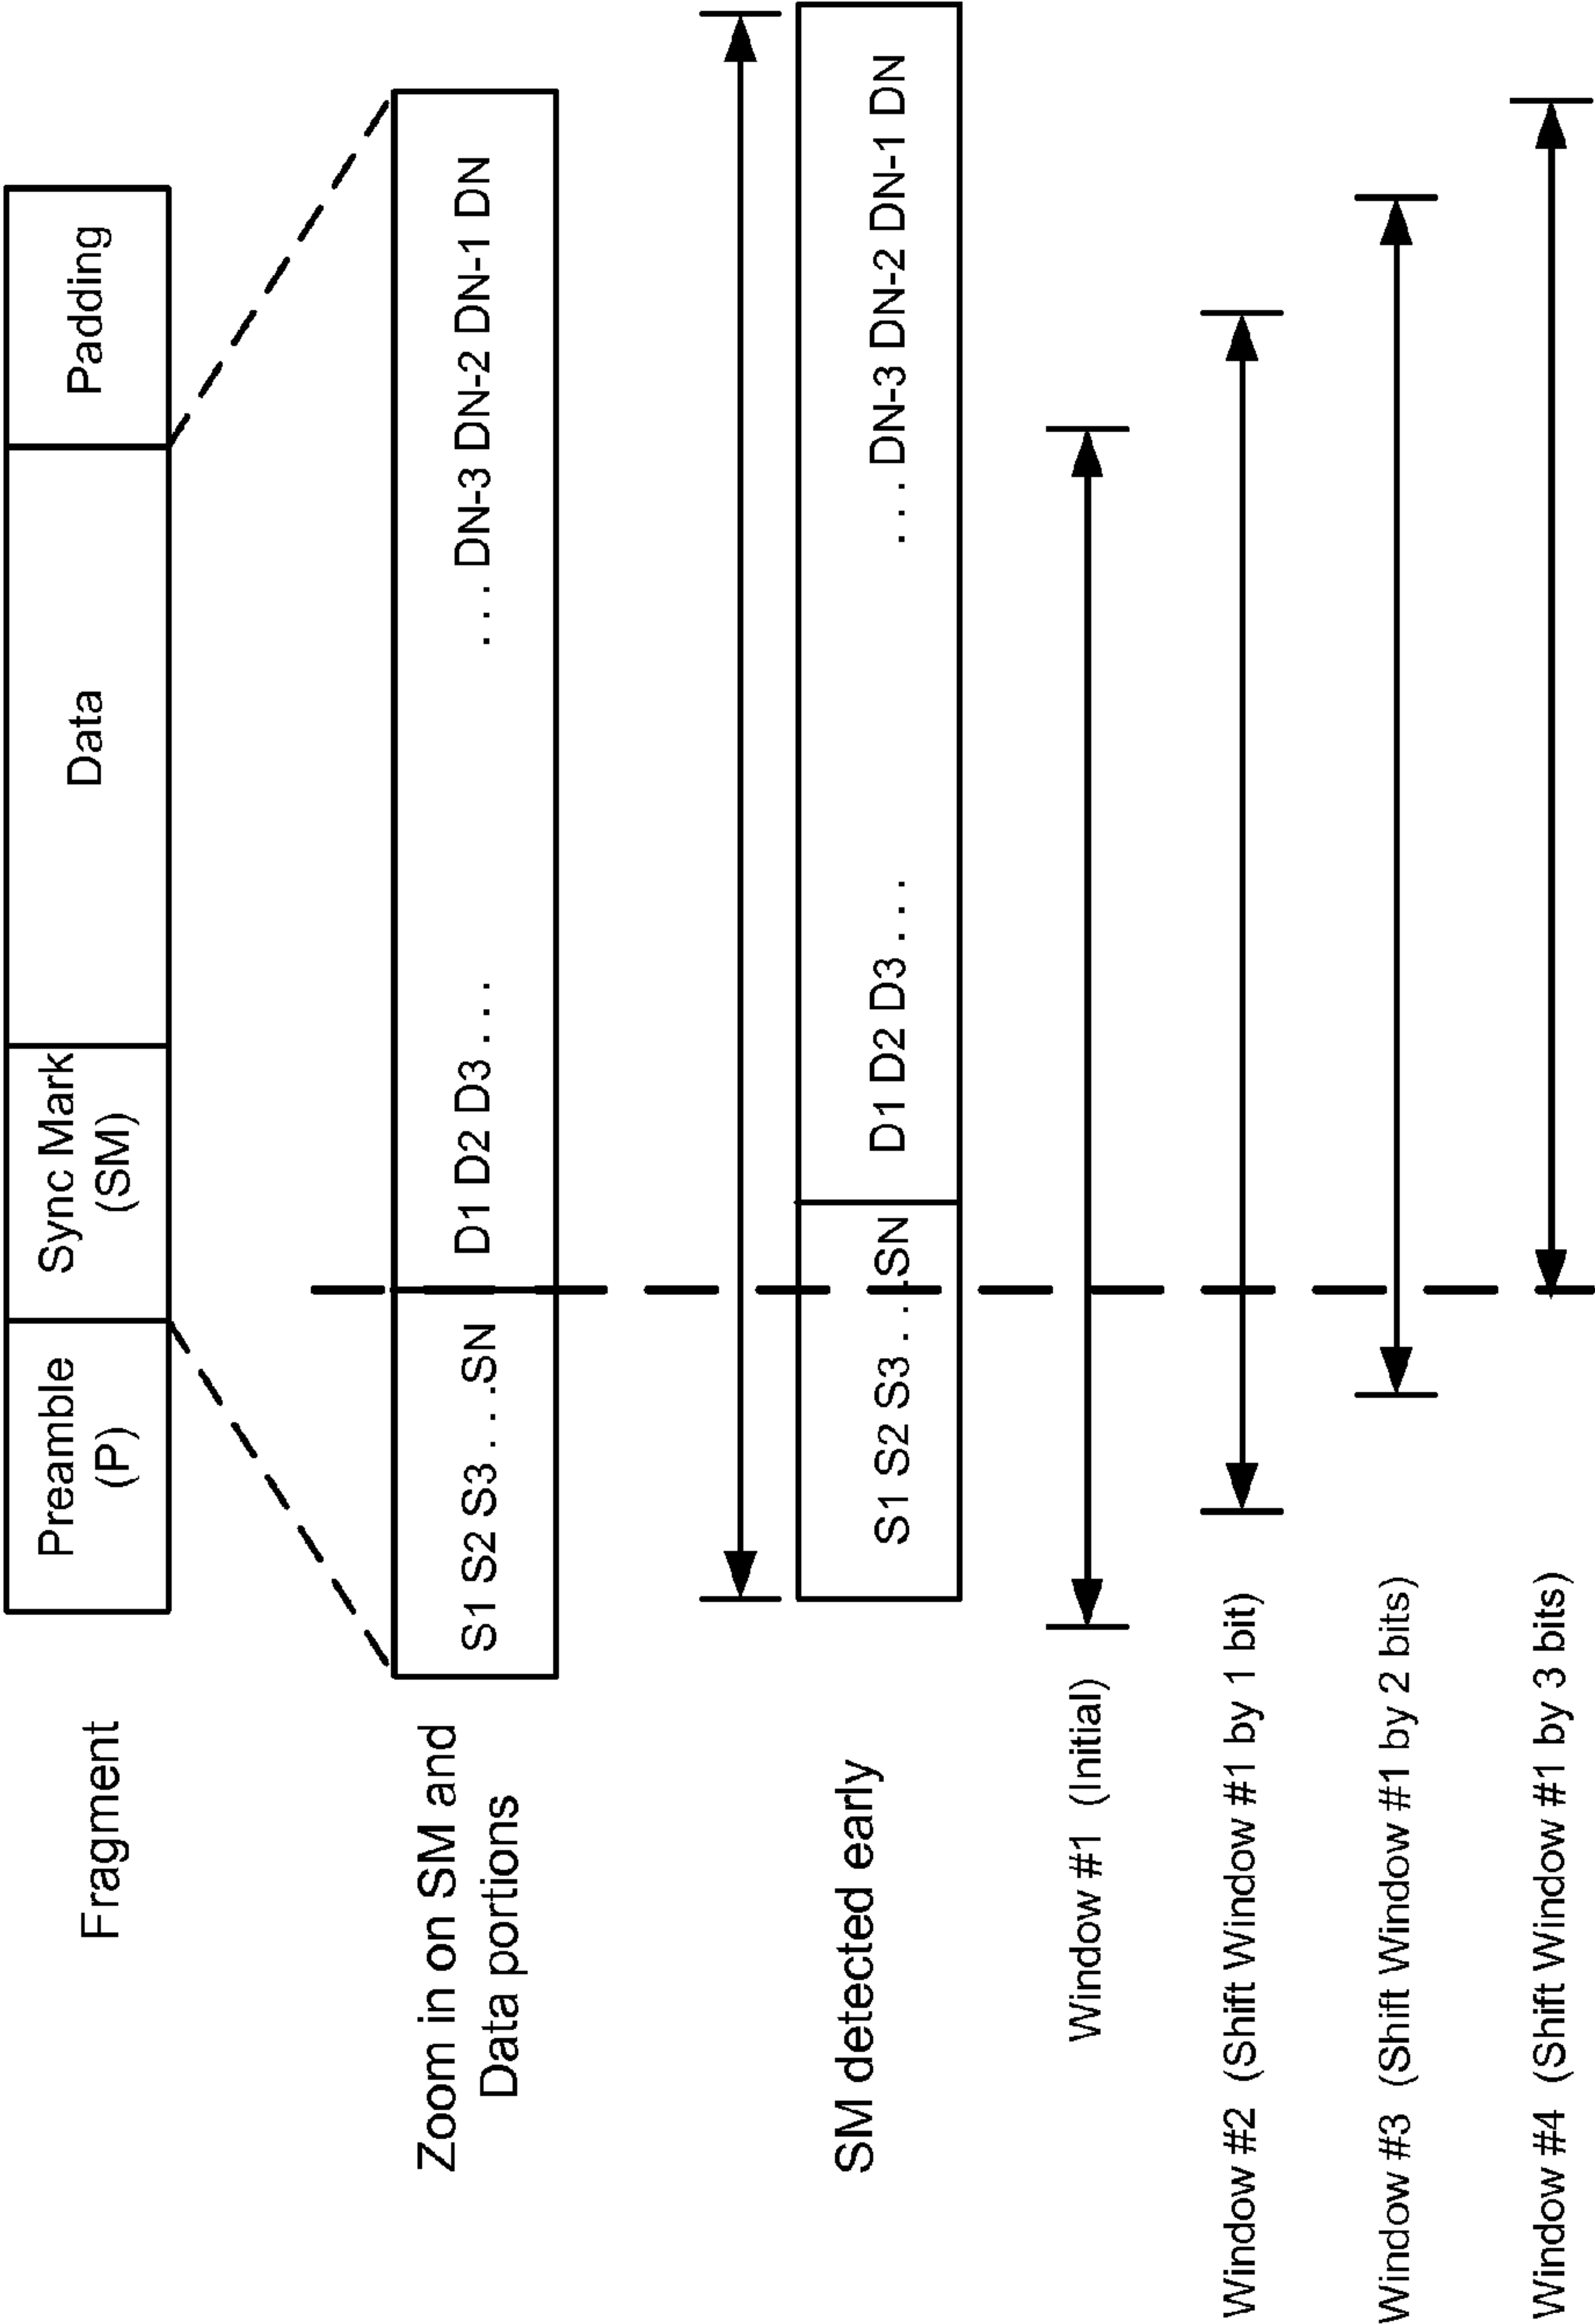 Fragment
Preamble
(P)
Sync Mark
(SM)
Data
Padding
Zoom in on SM and
Data portions
S1 S2 S3 . . .SN
D1 D2 D3 . . .
. . . DN-3 DN-2 DN-1 DN
SM detected early
S1 S2 S3 . . .SN
D1 D2 D3 . . .
. . . DN-3 DN-2 DN-1 DN
Window #1 (Initial)
Window #2 (Shift Window #1 by 1 bit)
Window #3 (Shift Window #1 by 2 bits)
Window #4 (Shift Window #1 by 3 bits)